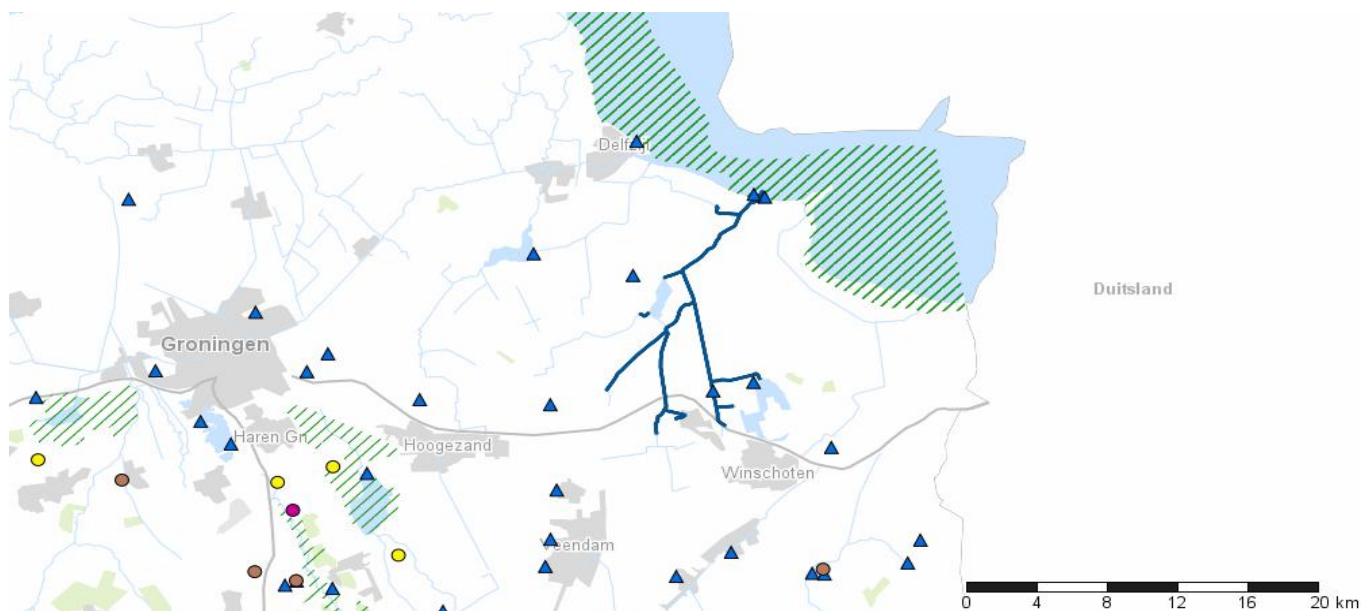 Delfzijl
Duitsland
Groningen
Haren Gn
Hoogezand
Winschoten
Veendam
0 4 8 12 16 20 km